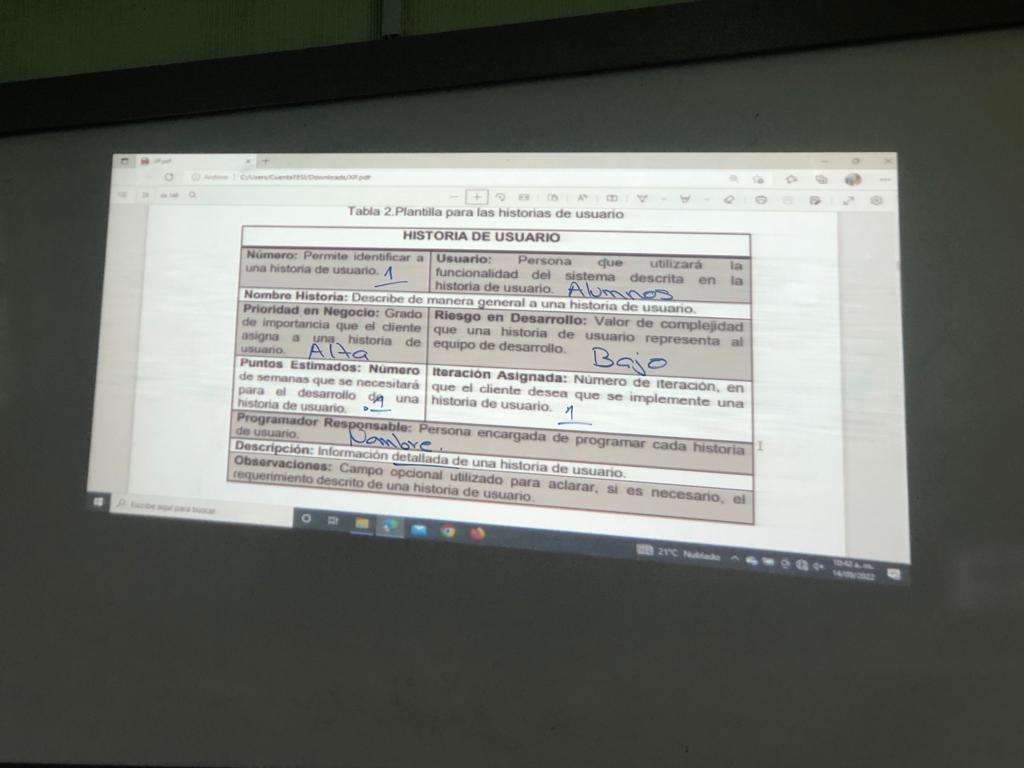 XP.pdf
Archivo | C:/Users/CuentaTESI/Downloads/XP.pdf
de 146
Tabla 2.Plantilla para las historias de usuario
HISTORIA DE USUARIO
Número: Permite identificar a
una historia de usuario. 1
Usuario: Persona que utilizará la
funcionalidad del sistema descrita en la
historia de usuario. Alumnos
Nombre Historia: Describe de manera general a una historia de usuario.
Prioridad en Negocio: Grado
de importancia que el cliente
asigna a una historia de
usuario. Alta
Riesgo en Desarrollo: Valor de complejidad
que una historia de usuario representa al
equipo de desarrollo. Bajo
Puntos Estimados: Número
de semanas que se necesitará
para el desarrollo de una
historia de usuario. 1
Iteración Asignada: Número de iteración, en
que el cliente desea que se implemente una
historia de usuario. 1
Programador Responsable: Persona encargada de programar cada historia
de usuario. Nombre.
Descripción: Información detallada de una historia de usuario.
Observaciones: Campo opcional utilizado para aclarar, si es necesario, el
requerimiento descrito de una historia de usuario.
Escribe aquí para buscar
21°C Nublado
10:42 a. m.
14/09/2022